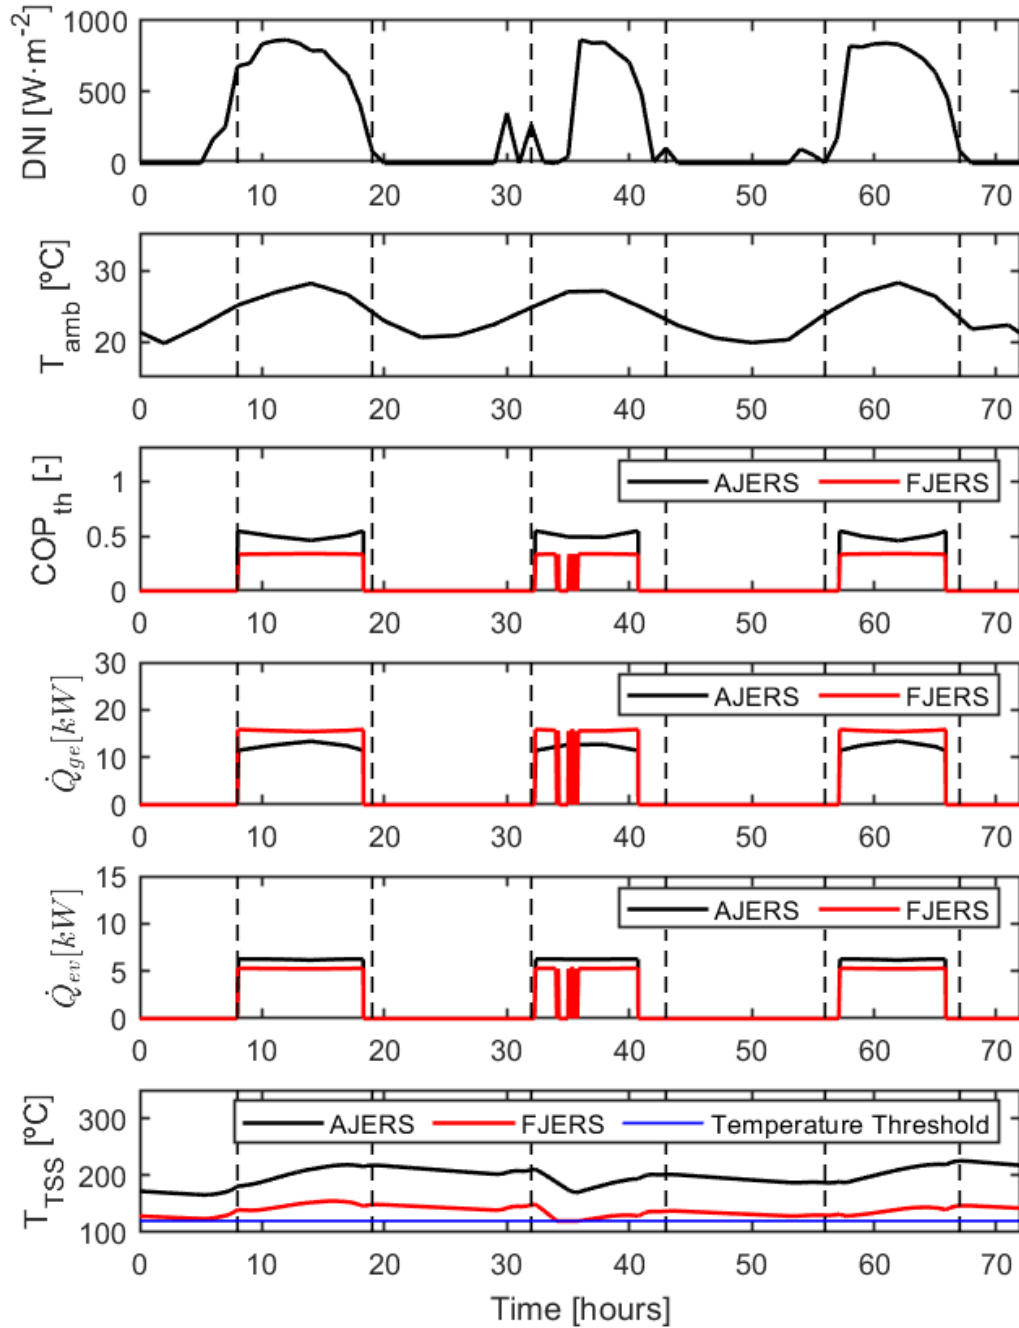 DNI [W·m-2]
1000
500
0
0 10 20 30 40 50 60 70
Tamb [ºC]
30
20
0 10 20 30 40 50 60 70
COPth [-]
1
0.5
0
AJERS FJERS
0 10 20 30 40 50 60 70
Q̇ge[kW]
30
20
10
0
AJERS FJERS
0 10 20 30 40 50 60 70
Q̇ev[kW]
15
10
5
0
AJERS FJERS
0 10 20 30 40 50 60 70
TTSS [ºC]
300
200
100
AJERS FJERS Temperature Threshold
0 10 20 30 40 50 60 70
Time [hours]